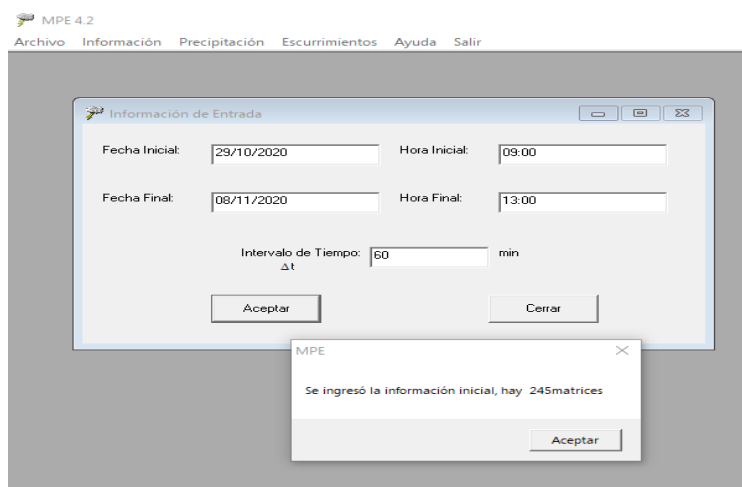 MPE 4.2
Archivo Información Precipitación Escurrimientos Ayuda Salir
Información de Entrada
Fecha Inicial: 29/10/2020 Hora Inicial: 09:00
Fecha Final: 08/11/2020 Hora Final: 13:00
Intervalo de Tiempo: 60 min
Δt
Aceptar Cerrar
MPE
Se ingresó la información inicial, hay 245matrices
Aceptar